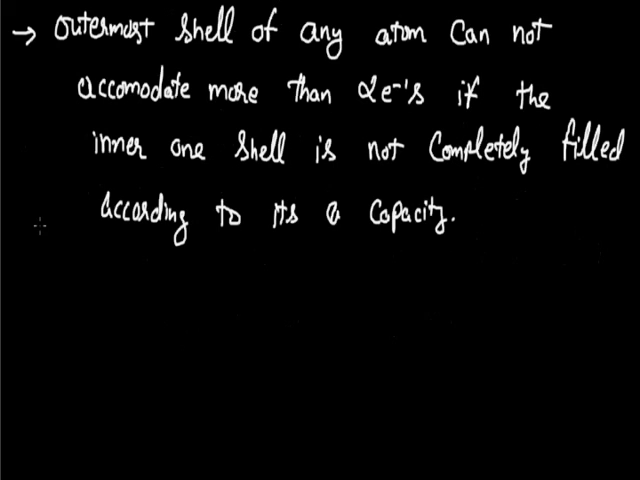 → Outermost shell of any atom can not
accomodate more than 2e-'s if the
inner one shell is not completely filled
according to its capacity.